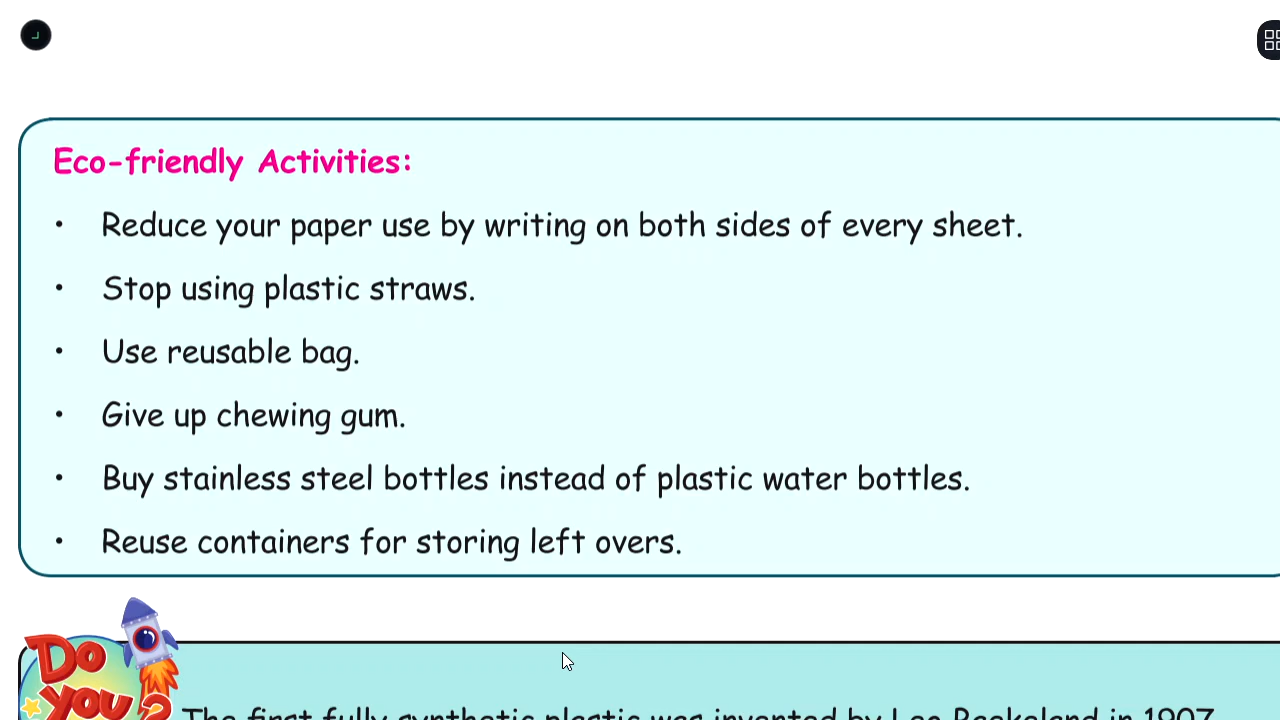 Eco-friendly Activities:
• Reduce your paper use by writing on both sides of every sheet.
• Stop using plastic straws.
• Use reusable bag.
• Give up chewing gum.
• Buy stainless steel bottles instead of plastic water bottles.
• Reuse containers for storing left overs.
Do
you ?
The first fully synthetic plastic was invented by Leo Baekeland in 1907